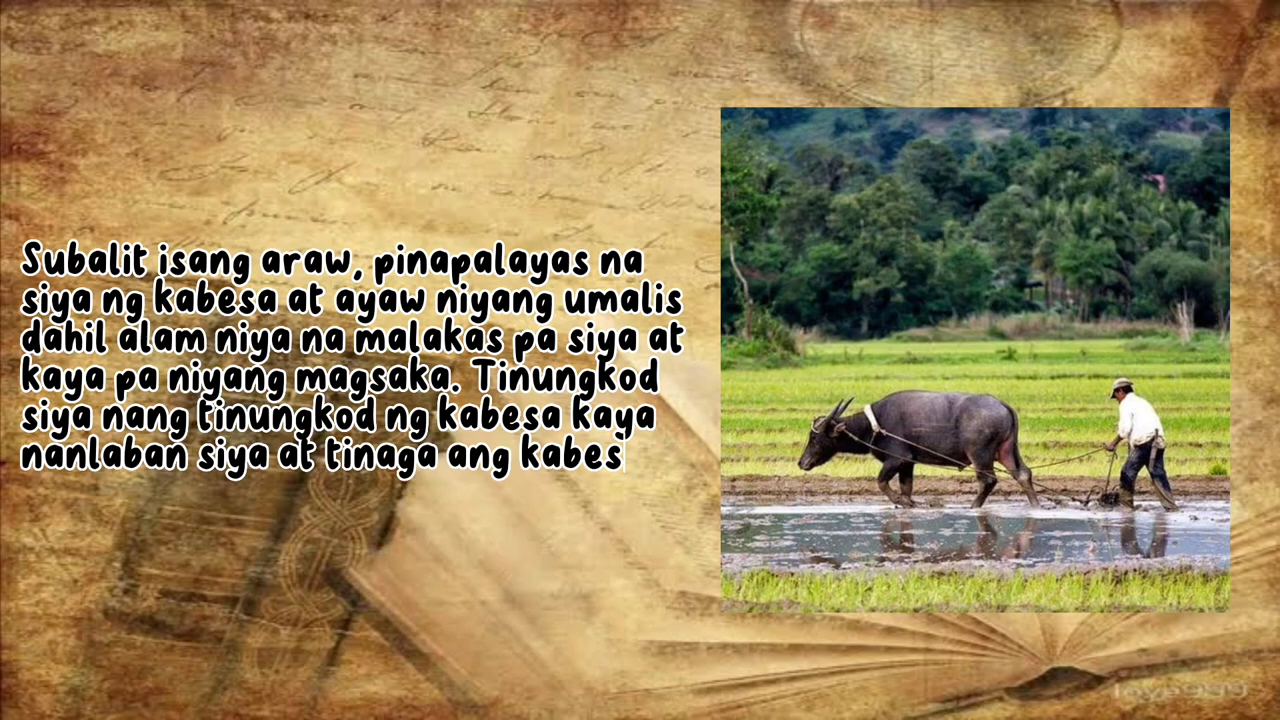 Subalit isang araw, pinapalayas na
siya ng kabesa at ayaw niyang umalis
dahil alam niya na malakas pa siya at
kaya pa niyang magsaka. Tinungkod
siya nang tinungkod ng kabesa kaya
nanlaban siya at tinaga ang kabes